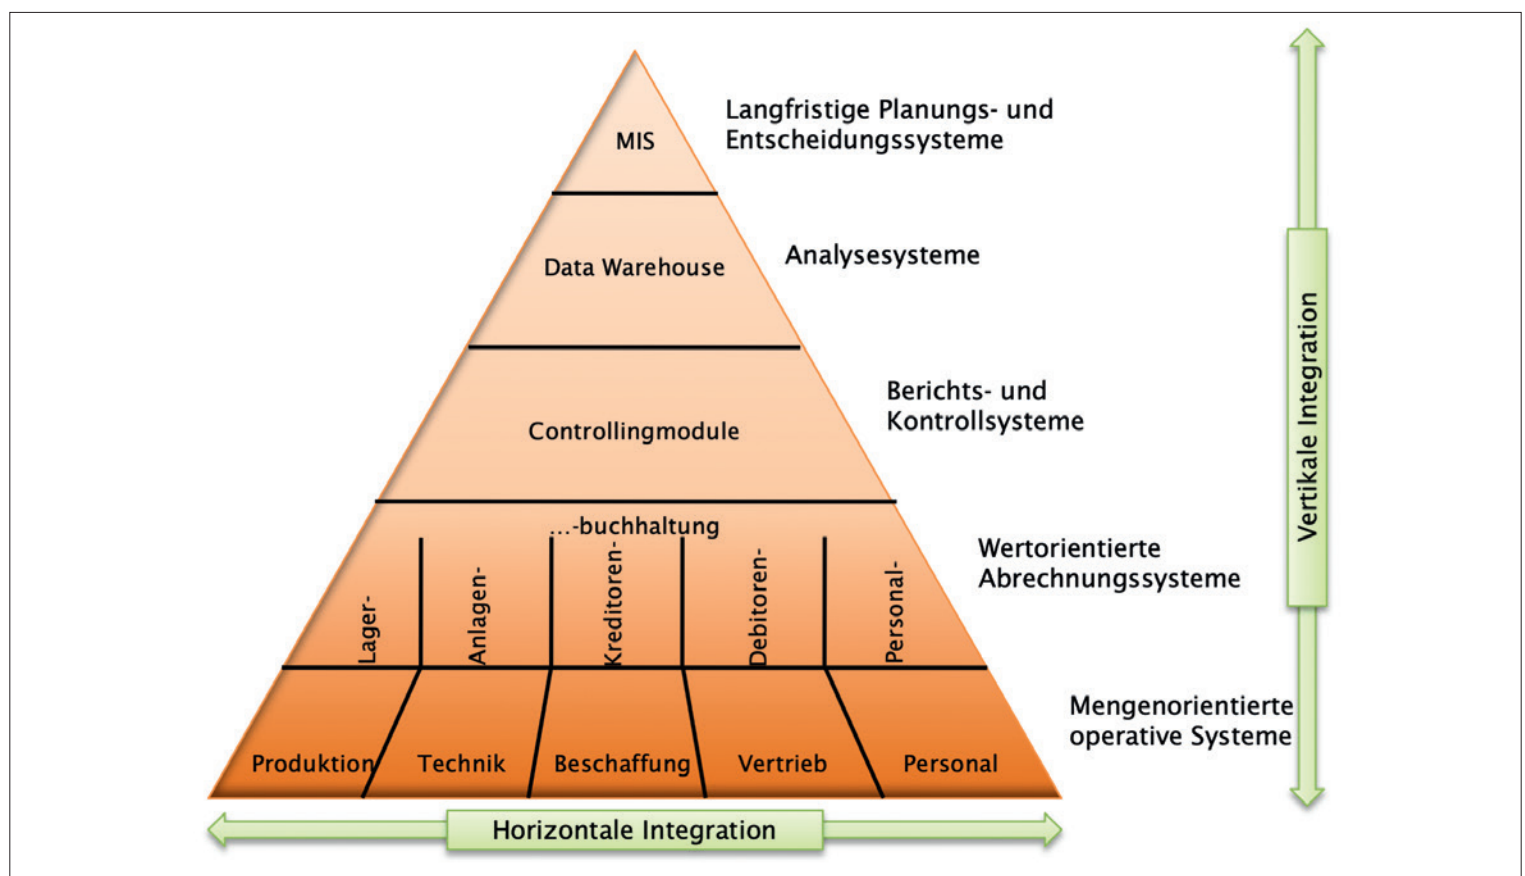 MIS
Langfristige Planungs- und
Entscheidungssysteme
Data Warehouse
Analysesysteme
Controllingmodule
Berichts- und
Kontrollsysteme
...-buchhaltung
Lager-
Anlagen-
Kreditoren-
Debitoren-
Personal-
Wertorientierte
Abrechnungssysteme
Produktion
Technik
Beschaffung
Vertrieb
Personal
Mengenorientierte
operative Systeme
Horizontale Integration
Vertikale Integration